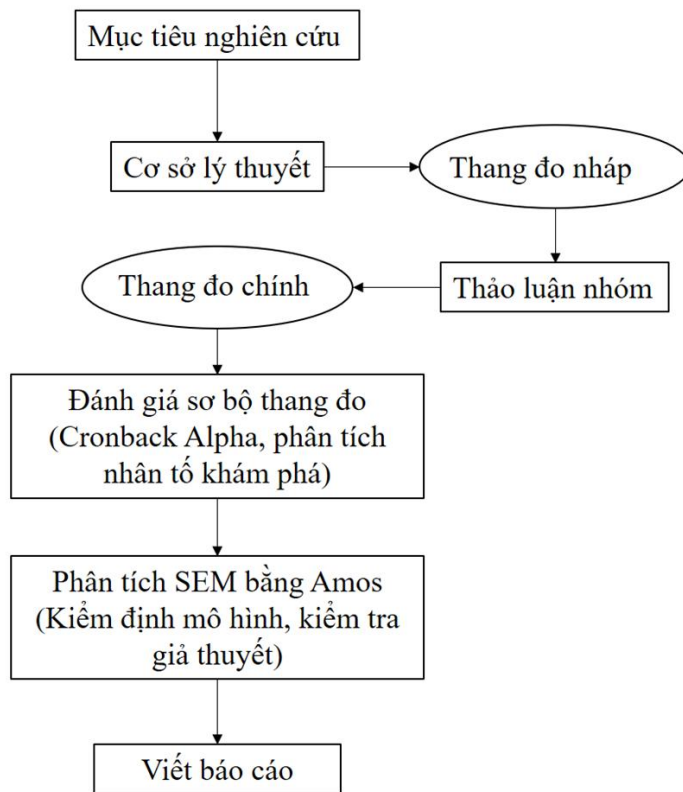 Mục tiêu nghiên cứu
Cơ sở lý thuyết
Thang đo nháp
Thang đo chính
Thảo luận nhóm
Đánh giá sơ bộ thang đo
(Cronback Alpha, phân tích
nhân tố khám phá)
Phân tích SEM bằng Amos
(Kiểm định mô hình, kiểm tra
giả thuyết)
Viết báo cáo